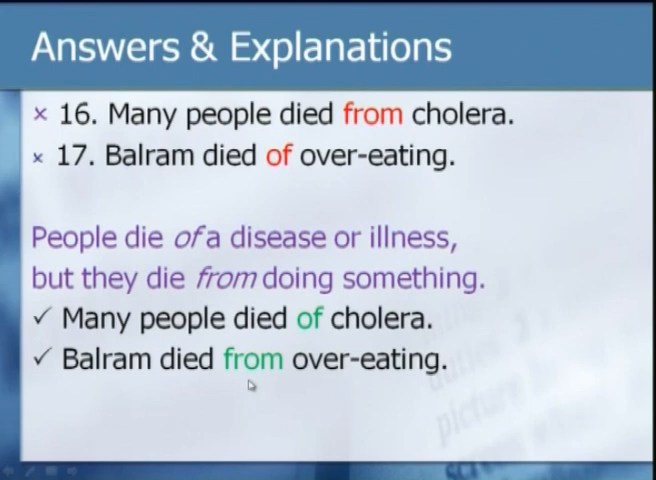 Answers & Explanations
× 16. Many people died from cholera.
× 17. Balram died of over-eating.
People die of a disease or illness,
but they die from doing something.
✓ Many people died of cholera.
✓ Balram died from over-eating.